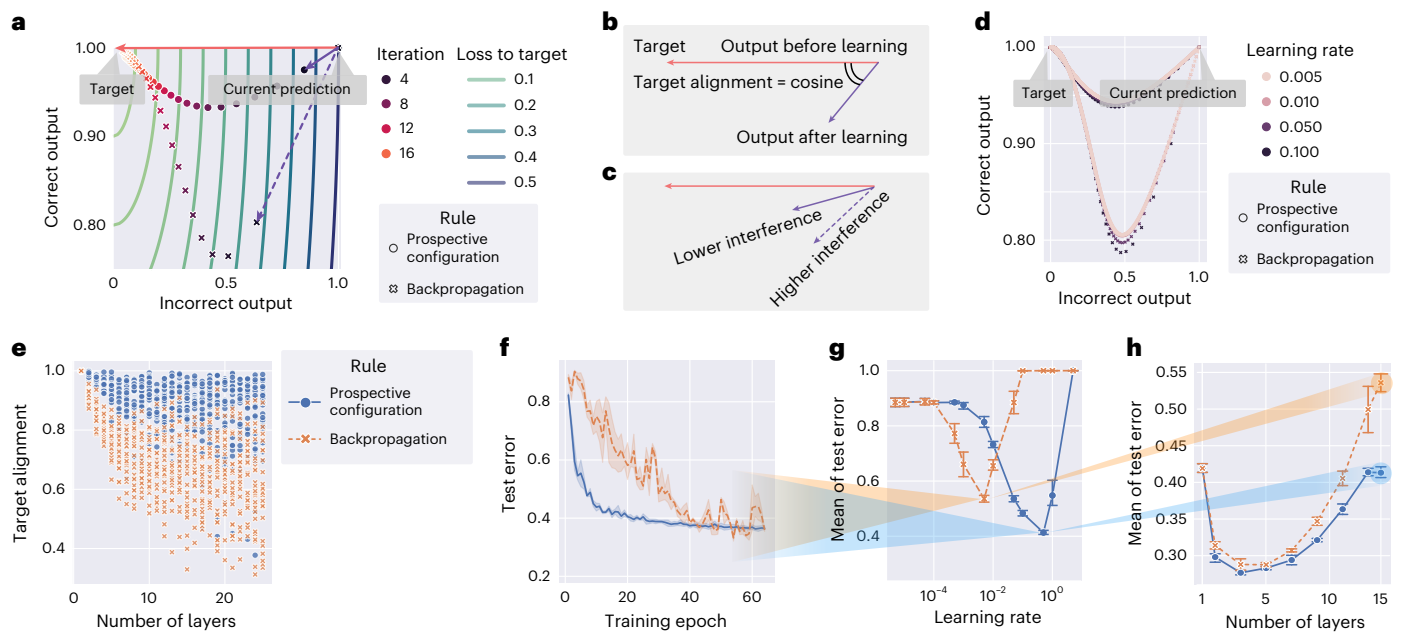 a
1.00
0.90
0.80
0
0.5
1.0
Correct output
Incorrect output
Target
Current prediction
Iteration
4
8
12
16
Loss to target
0.1
0.2
0.3
0.4
0.5
Rule
Prospective
configuration
Backpropagation
b
Target
Output before learning
Target alignment = cosine
Output after learning
c
Lower interference
Higher interference
d
1.00
0.90
0.80
0
0.5
1.0
Correct output
Incorrect output
Target
Current prediction
Learning rate
0.005
0.010
0.050
0.100
Rule
Prospective
configuration
Backpropagation
e
1.0
0.8
0.6
0.4
0
10
20
Target alignment
Number of layers
Rule
Prospective
configuration
Backpropagation
f
0.8
0.6
0.4
0.2
0
20
40
60
Test error
Training epoch
g
1.0
0.8
0.6
0.4
10⁻⁴
10⁻²
10⁰
Mean of test error
Learning rate
h
0.55
0.50
0.45
0.40
0.35
0.30
1
5
10
15
Mean of test error
Number of layers